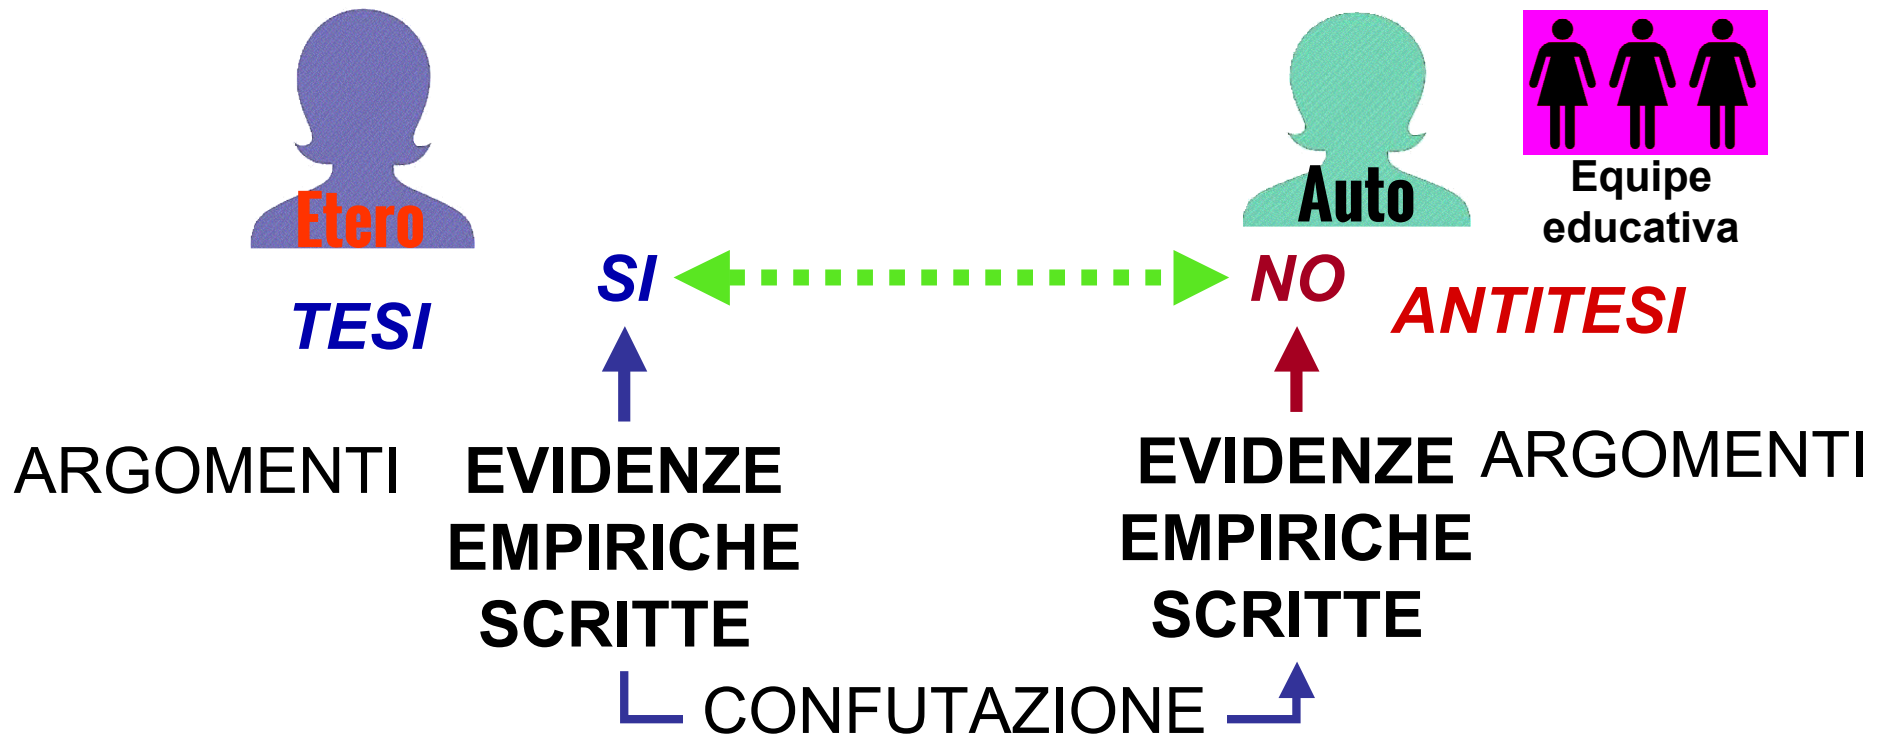 Etero
Auto
Equipe
educativa
SI
NO
TESI
ANTITESI
ARGOMENTI
EVIDENZE
EMPIRICHE
SCRITTE
EVIDENZE
EMPIRICHE
SCRITTE
ARGOMENTI
CONFUTAZIONE